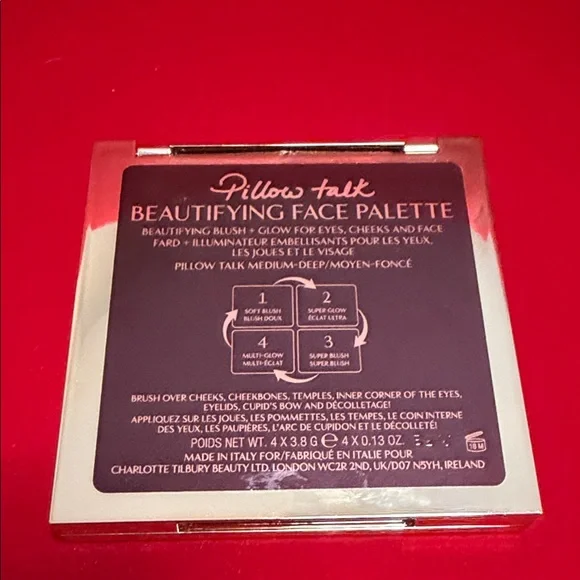 Pillow talk
BEAUTIFYING FACE PALETTE
BEAUTIFYING BLUSH + GLOW FOR EYES, CHEEKS AND FACE
FARD + ILLUMINATEUR EMBELLISANTS POUR LES YEUX,
LES JOUES ET LE VISAGE
PILLOW TALK MEDIUM-DEEP/MOYEN-FONCÉ
1
SOFT BLUSH
BLUSH DOUX
2
SUPER GLOW
ÉCLAT ULTRA
4
MULTI-GLOW
MULTI-ÉCLAT
3
SUPER BLUSH
SUPER BLUSH
BRUSH OVER CHEEKS, CHEEKBONES, TEMPLES, INNER CORNER OF THE EYES,
EYELIDS, CUPID'S BOW AND DÉCOLLETAGE!
APPLIQUEZ SUR LES JOUES, LES POMMETTES, LES TEMPES, LE COIN INTERNE
DES YEUX, LES PAUPIÈRES, L'ARC DE CUPIDON ET LE DÉCOLLETÉ!
POIDS NET WT. 4 X 3.8 G ℮ 4 X 0.13 OZ.
18 M
MADE IN ITALY FOR/FABRIQUÉ EN ITALIE POUR
CHARLOTTE TILBURY BEAUTY LTD, LONDON WC2R 2ND, UK/D07 N5YH, IRELAND